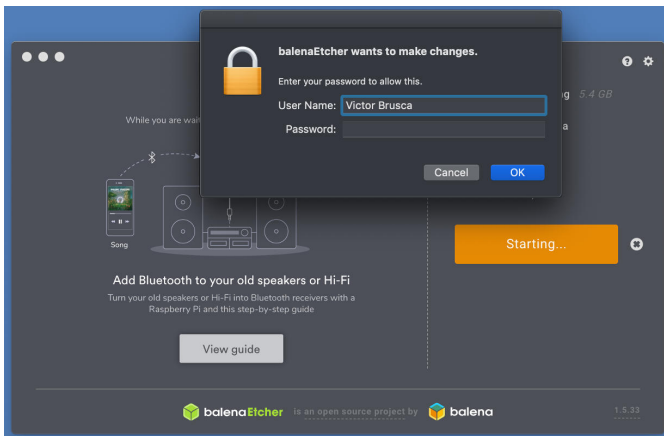 balenaEtcher wants to make changes.
Enter your password to allow this.
User Name: Victor Brusca
Password:
Cancel OK
While you are wai
g 5.4 GB
a
Starting...
Song
Add Bluetooth to your old speakers or Hi-Fi
Turn your old speakers or Hi-Fi into Bluetooth receivers with a
Raspberry Pi and this step-by-step guide
View guide
balenaEtcher is an open source project by balena
1.5.33